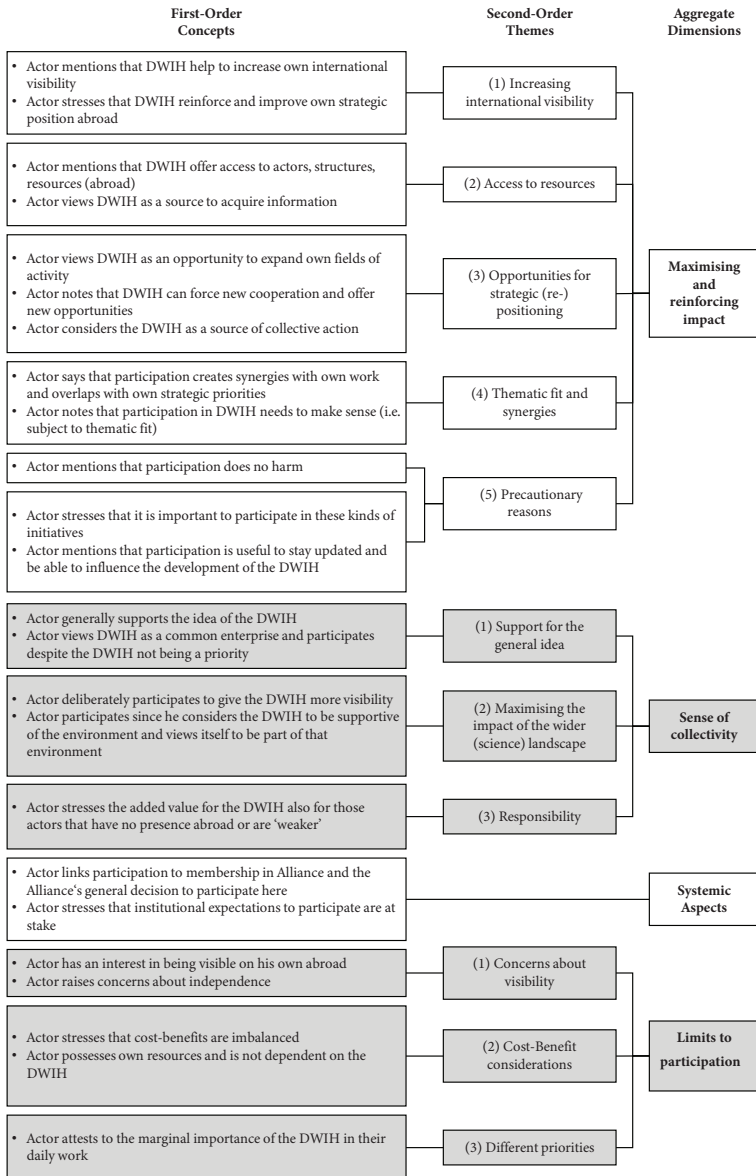 First-Order
Concepts
Second-Order
Themes
Aggregate
Dimensions
• Actor mentions that DWIH help to increase own international
visibility
• Actor stresses that DWIH reinforce and improve own strategic
position abroad
(1) Increasing
international visibility
• Actor mentions that DWIH offer access to actors, structures,
resources (abroad)
• Actor views DWIH as a source to acquire information
(2) Access to resources
• Actor views DWIH as an opportunity to expand own fields of
activity
• Actor notes that DWIH can force new cooperation and offer
new opportunities
• Actor considers the DWIH as a source of collective action
(3) Opportunities for
strategic (re-)
positioning
Maximising
and
reinforcing
impact
• Actor says that participation creates synergies with own work
and overlaps with own strategic priorities
• Actor notes that participation in DWIH needs to make sense (i.e.
subject to thematic fit)
(4) Thematic fit and
synergies
• Actor mentions that participation does no harm
• Actor stresses that it is important to participate in these kinds of
initiatives
• Actor mentions that participation is useful to stay updated and
be able to influence the development of the DWIH
(5) Precautionary
reasons
• Actor generally supports the idea of the DWIH
• Actor views DWIH as a common enterprise and participates
despite the DWIH not being a priority
(1) Support for the
general idea
• Actor deliberately participates to give the DWIH more visibility
• Actor participates since he considers the DWIH to be supportive
of the environment and views itself to be part of that
environment
(2) Maximising the
impact of the wider
(science) landscape
Sense of
collectivity
• Actor stresses the added value for the DWIH also for those
actors that have no presence abroad or are ‘weaker’
(3) Responsibility
• Actor links participation to membership in Alliance and the
Alliance‘s general decision to participate here
• Actor stresses that institutional expectations to participate are at
stake
Systemic
Aspects
• Actor has an interest in being visible on his own abroad
• Actor raises concerns about independence
(1) Concerns about
visibility
• Actor stresses that cost-benefits are imbalanced
• Actor possesses own resources and is not dependent on the
DWIH
(2) Cost-Benefit
considerations
Limits to
participation
• Actor attests to the marginal importance of the DWIH in their
daily work
(3) Different priorities